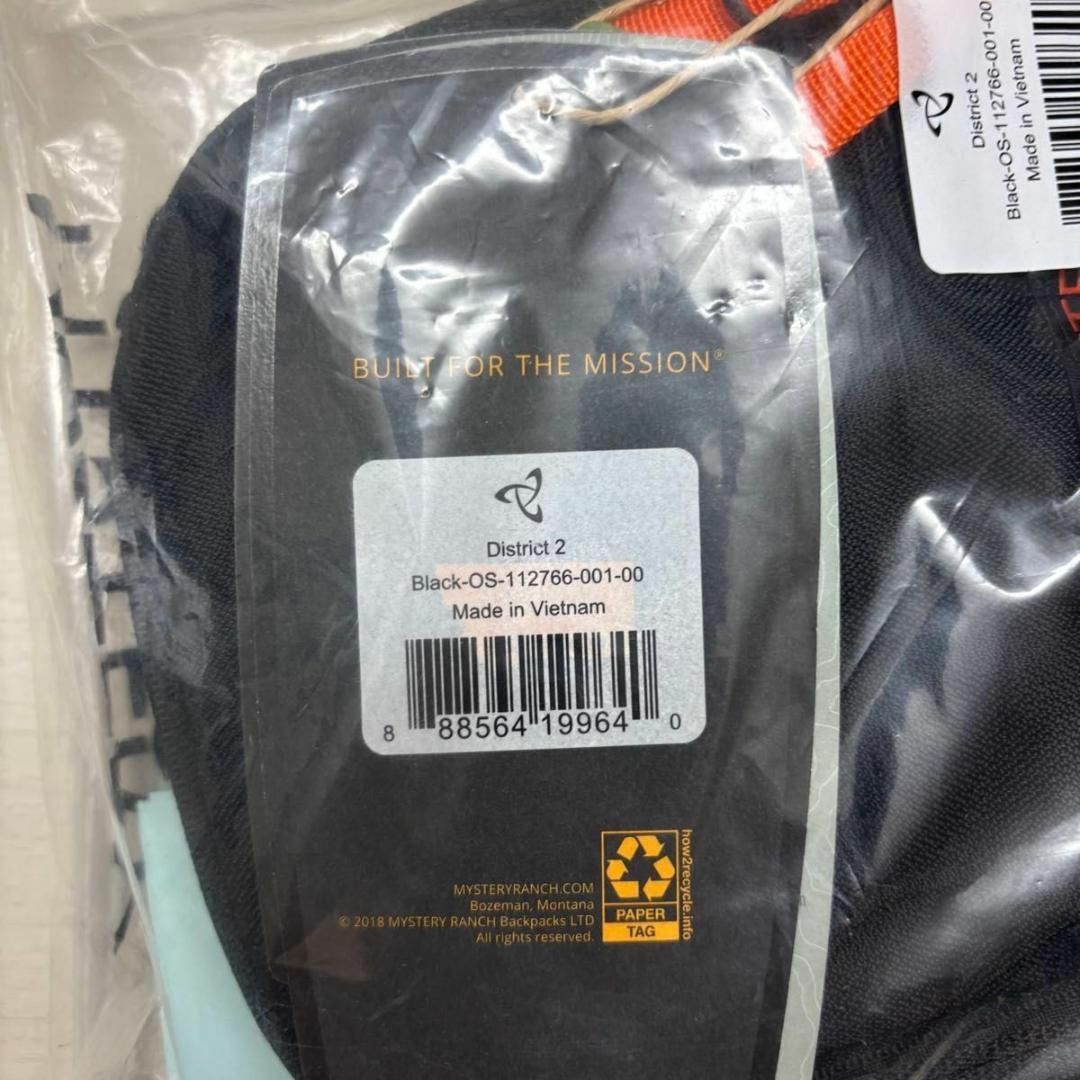 District 2
Black-OS-112766-001-00
Made in Vietnam
BUILT FOR THE MISSION®
District 2
Black-OS-112766-001-00
Made in Vietnam
8 88564 19964 0
MYSTERYRANCH.COM
Bozeman, Montana
© 2018 MYSTERY RANCH Backpacks LTD
All rights reserved.
PAPER
TAG
how2recycle.info